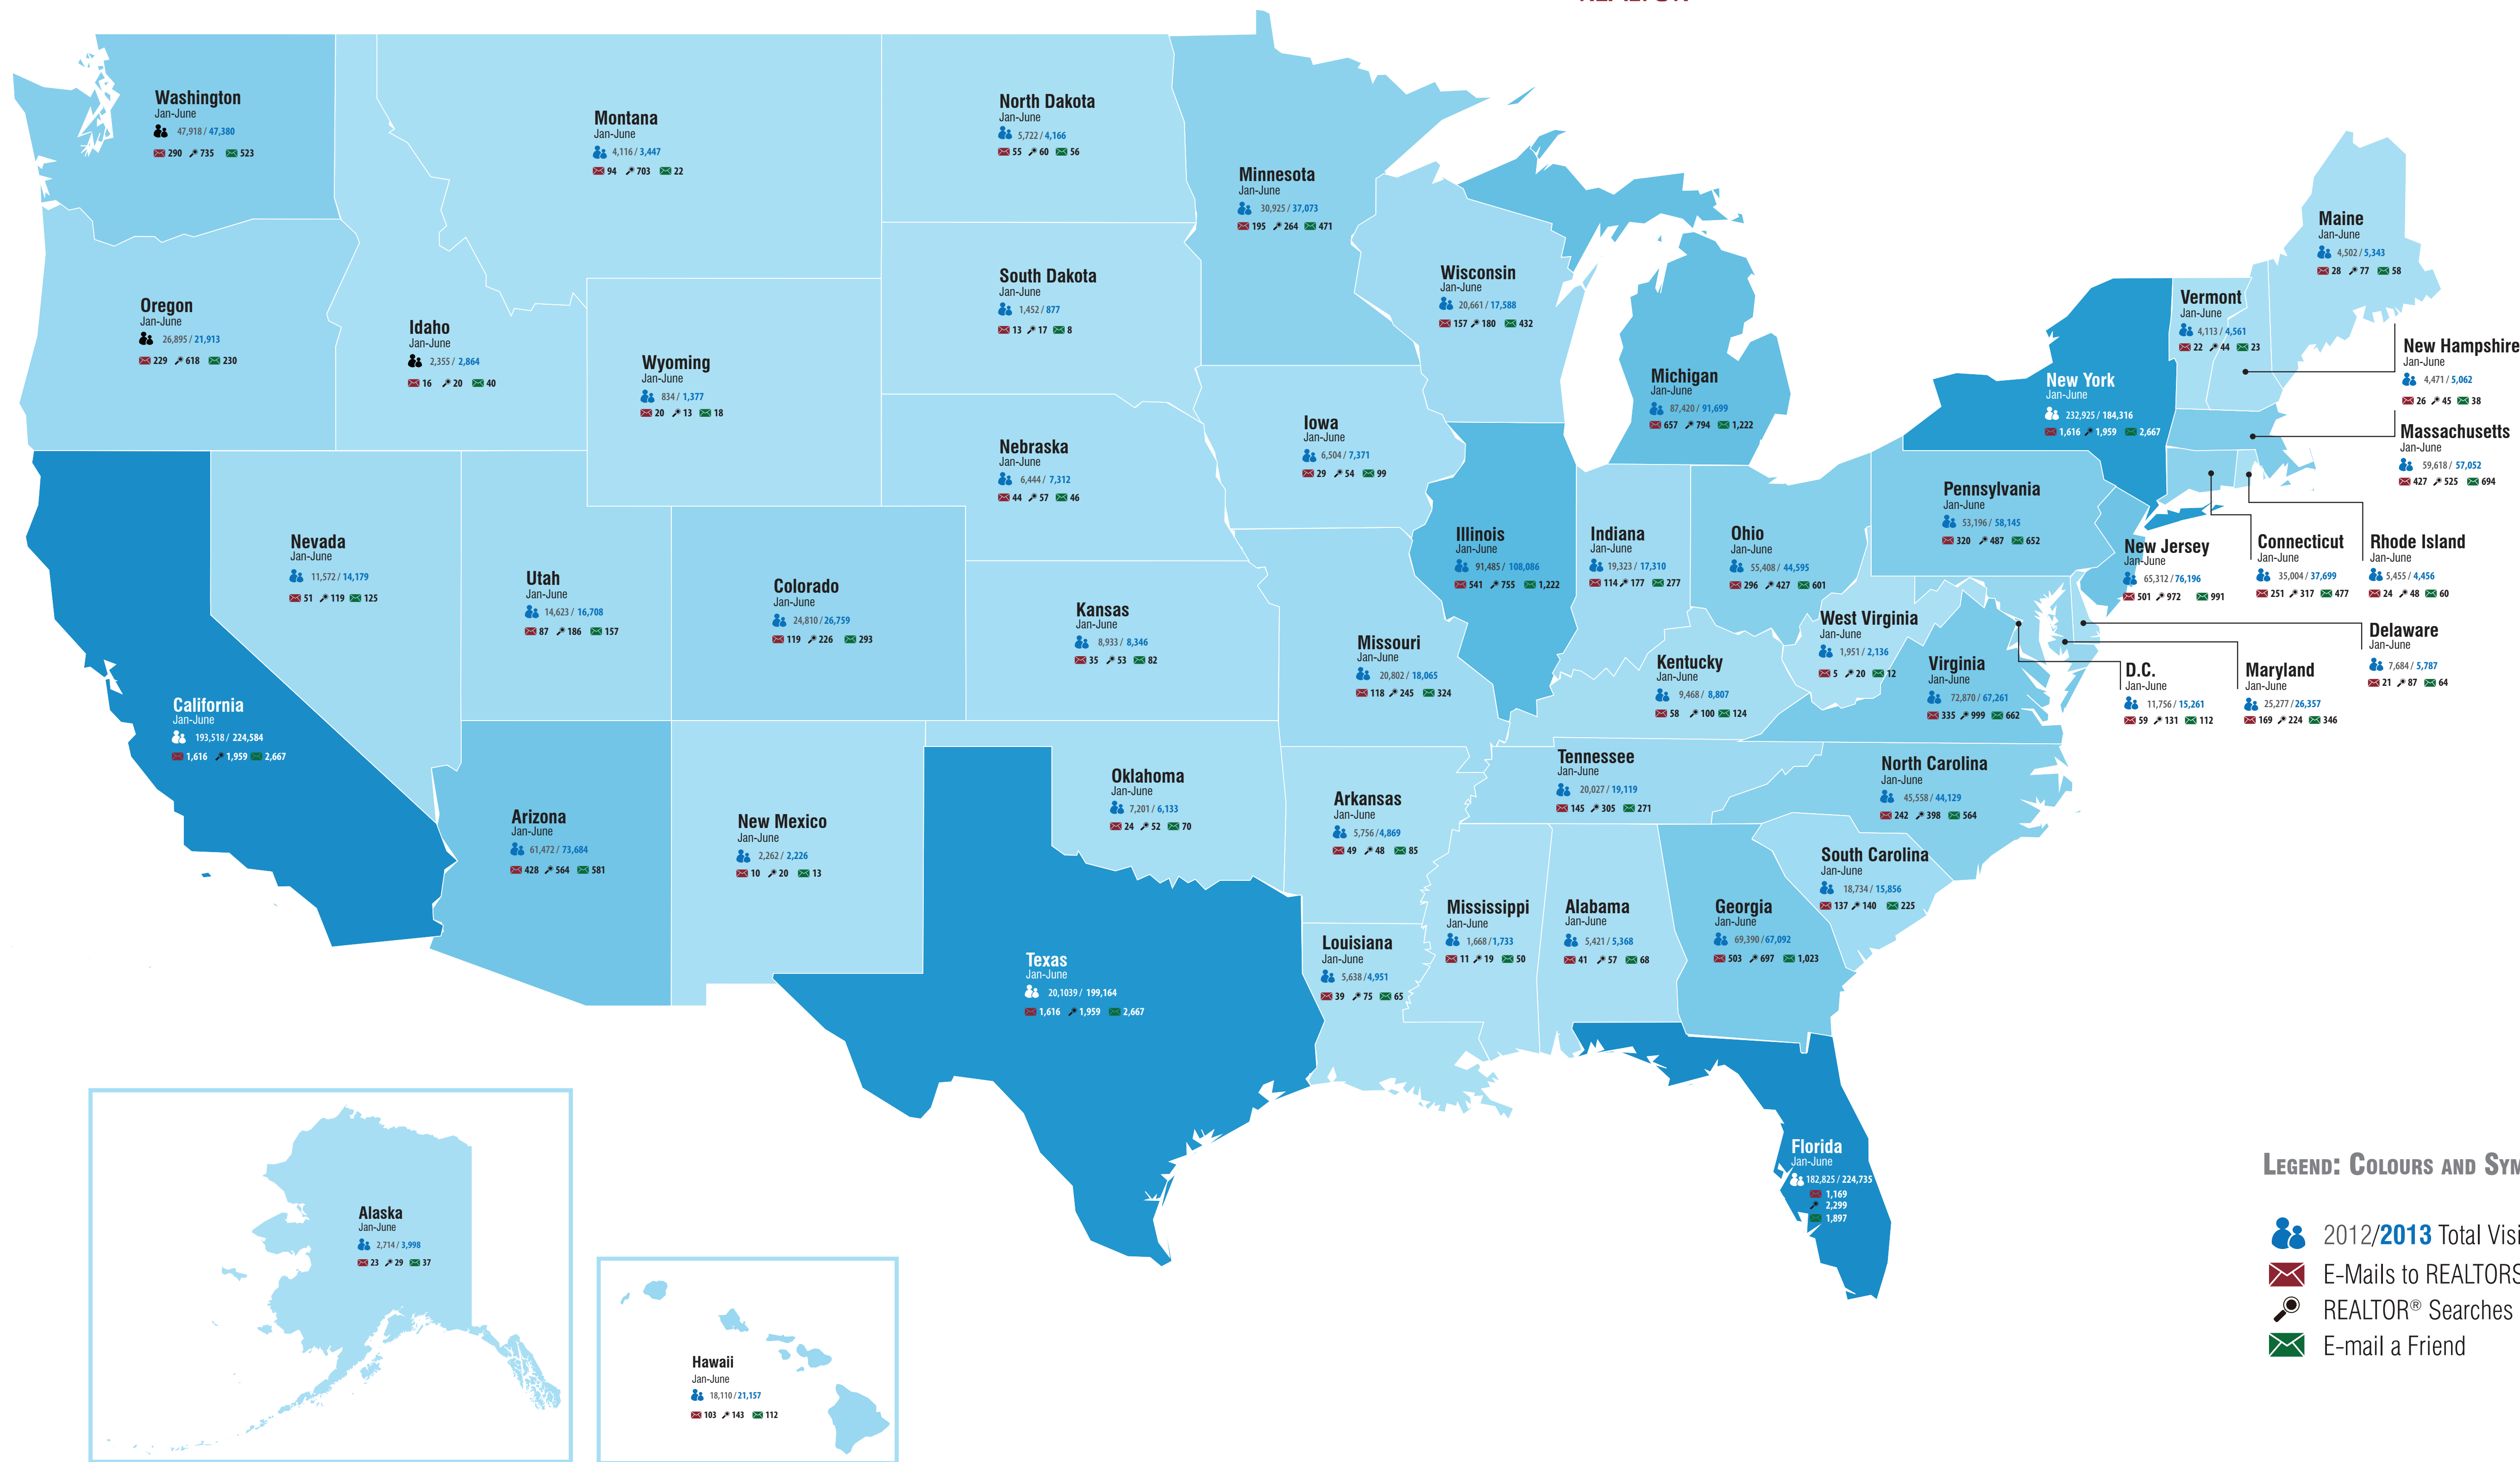 Washington
Jan-June
47,918 / 47,380
290 735 523
Montana
Jan-June
4,116 / 3,447
94 703 22
North Dakota
Jan-June
5,722 / 4,166
55 60 56
Minnesota
Jan-June
30,925 / 37,073
195 264 471
Maine
Jan-June
4,502 / 5,343
28 77 58
Oregon
Jan-June
26,895 / 21,913
229 618 230
Idaho
Jan-June
2,355 / 2,864
16 20 40
Wyoming
Jan-June
834 / 1,377
20 13 18
South Dakota
Jan-June
1,452 / 877
13 17 8
Wisconsin
Jan-June
20,661 / 17,588
157 180 432
Michigan
Jan-June
87,420 / 91,699
657 794 1,222
Vermont
Jan-June
4,113 / 4,561
22 44 23
New Hampshire
Jan-June
4,471 / 5,062
26 45 38
New York
Jan-June
232,925 / 184,316
1,616 1,959 2,667
Massachusetts
Jan-June
59,618 / 57,052
427 525 694
Nebraska
Jan-June
6,444 / 7,312
44 57 46
Iowa
Jan-June
6,504 / 7,371
29 54 99
Pennsylvania
Jan-June
53,196 / 58,145
320 487 652
Nevada
Jan-June
11,572 / 14,179
51 119 125
Utah
Jan-June
14,623 / 16,708
87 186 157
Colorado
Jan-June
24,810 / 26,759
119 226 293
Kansas
Jan-June
8,933 / 8,346
35 53 82
Missouri
Jan-June
20,802 / 18,065
118 245 324
Illinois
Jan-June
91,485 / 108,086
541 755 1,222
Indiana
Jan-June
19,323 / 17,310
114 177 277
Ohio
Jan-June
55,408 / 44,595
296 427 601
New Jersey
Jan-June
65,312 / 76,196
501 972 991
Connecticut
Jan-June
35,004 / 37,699
251 317 477
Rhode Island
Jan-June
5,455 / 4,456
24 48 60
West Virginia
Jan-June
1,951 / 2,136
5 20 12
Kentucky
Jan-June
9,468 / 8,807
58 100 124
Virginia
Jan-June
72,870 / 67,261
335 999 662
D.C.
Jan-June
11,756 / 15,261
59 131 112
Maryland
Jan-June
25,277 / 26,357
169 224 346
Delaware
Jan-June
7,684 / 5,787
21 87 64
California
Jan-June
193,518 / 224,584
1,616 1,959 2,667
Arizona
Jan-June
61,472 / 73,684
428 564 581
New Mexico
Jan-June
2,262 / 2,226
10 20 13
Oklahoma
Jan-June
7,201 / 6,133
24 52 70
Arkansas
Jan-June
5,756 / 4,869
49 48 85
Tennessee
Jan-June
20,027 / 19,119
145 305 271
North Carolina
Jan-June
45,558 / 44,129
242 398 564
South Carolina
Jan-June
18,734 / 15,856
137 140 225
Texas
Jan-June
20,1039 / 199,164
1,616 1,959 2,667
Louisiana
Jan-June
5,638 / 4,951
39 75 65
Mississippi
Jan-June
1,668 / 1,733
11 19 50
Alabama
Jan-June
5,421 / 5,368
41 57 68
Georgia
Jan-June
69,390 / 67,092
503 697 1,023
Florida
Jan-June
182,825 / 224,735
1,169
2,299
1,897
Alaska
Jan-June
2,714 / 3,998
23 29 37
Hawaii
Jan-June
18,110 / 21,157
103 143 112
Legend: Colours and Sym
2012/2013 Total Visi
E-Mails to REALTORS
REALTOR® Searches
E-mail a Friend